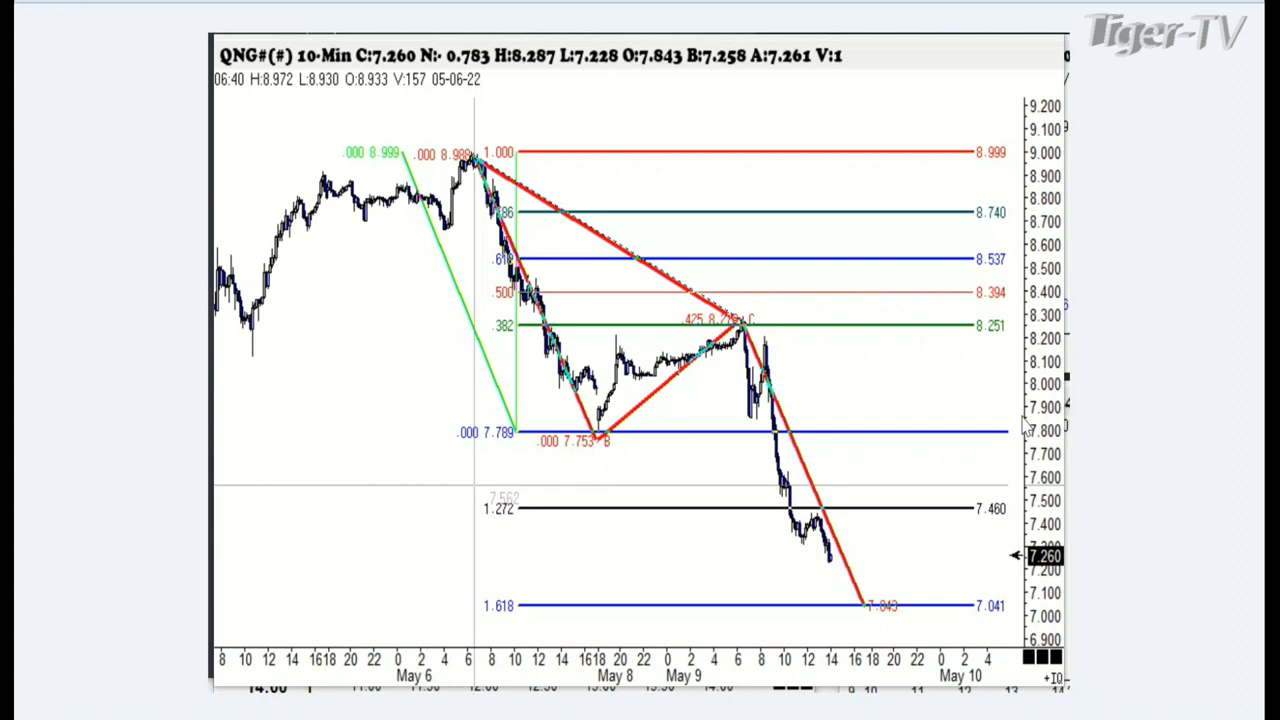 Tiger-TV
QNG#(#) 10-Min C:7.260 N:- 0.783 H:8.287 L:7.228 O:7.843 B:7.258 A:7.261 V:1
06:40 H:8.972 L:8.930 O:8.933 V:157 05-06-22
9.200
9.100
.000 8.999 .000 8.988 1.000 8.999 9.000
8.900
8.800
8.740
8.700
8.600
8.537
8.500
.500 8.394 8.400
8.300
.425 C
.382 8.251
8.200
8.100
8.000
7.900
.000 7.789 7.800
.000 7.753 B
7.700
7.600
7.562 7.500
1.272 7.460
7.400
7.260
7.200
7.100
1.618 7.043 7.041
7.000
6.900
8 10 12 14 16 18 20 22 0 2 4 6 8 10 12 14 16 18 20 22 0 2 4 6 8 10 12 14 16 18 20 22 0 2 4
May 6 May 8 May 9 May 10
+IQ